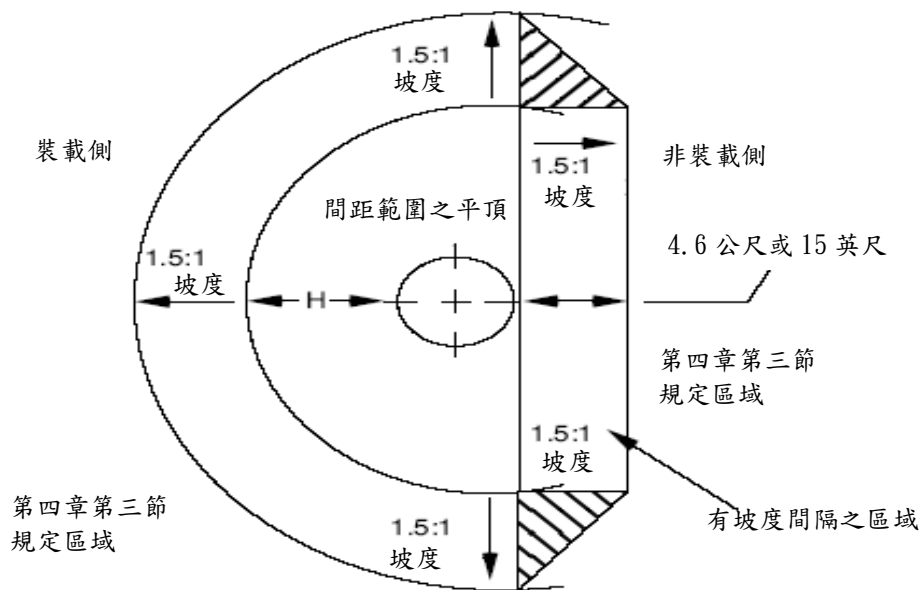 1.5:1
坡度
裝載側
非裝載側
1.5:1
坡度
間距範圍之平頂
4.6 公尺或 15 英尺
1.5:1
坡度
H
第四章第三節
規定區域
1.5:1
坡度
第四章第三節
規定區域
有坡度間隔之區域
1.5:1
坡度